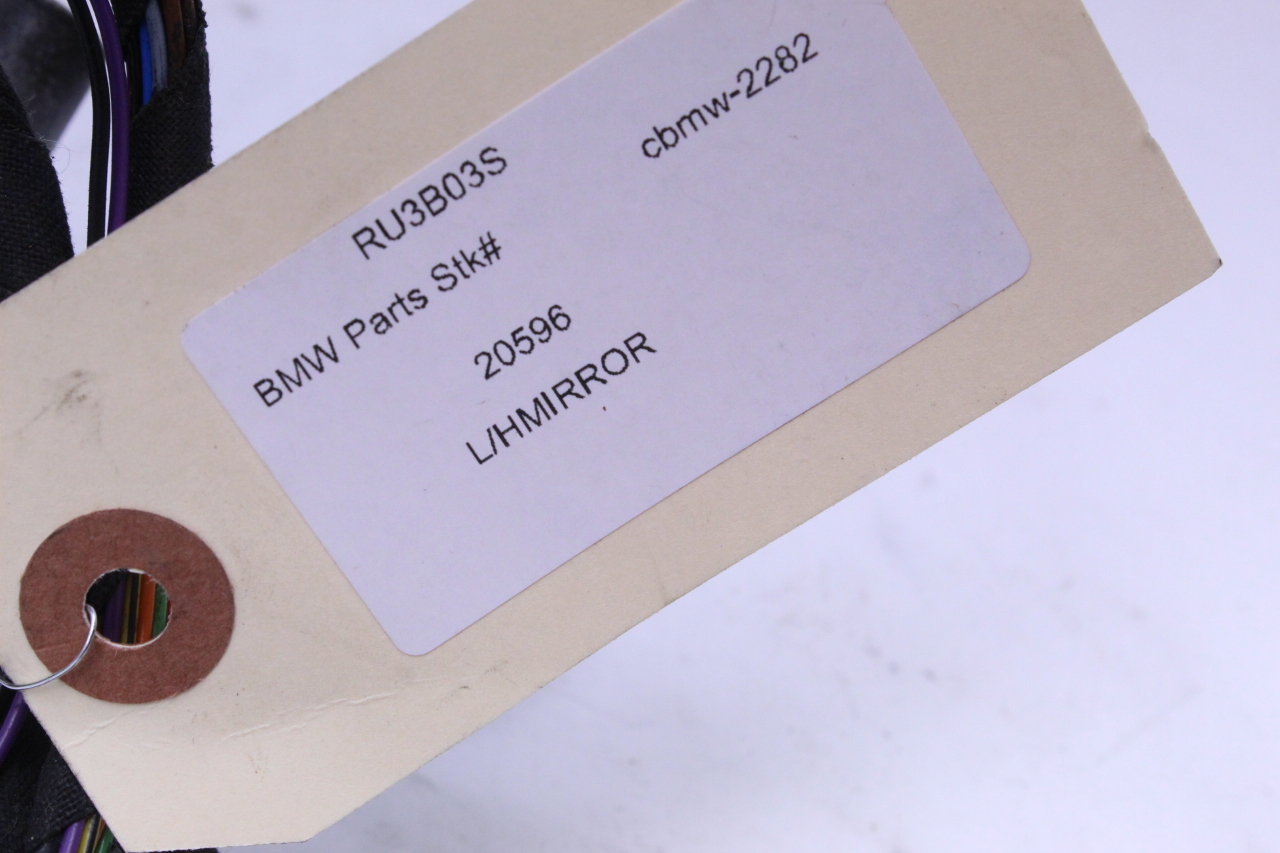 RU3B03S cbmw-2282
BMW Parts Stk#
20596
L/HMIRROR